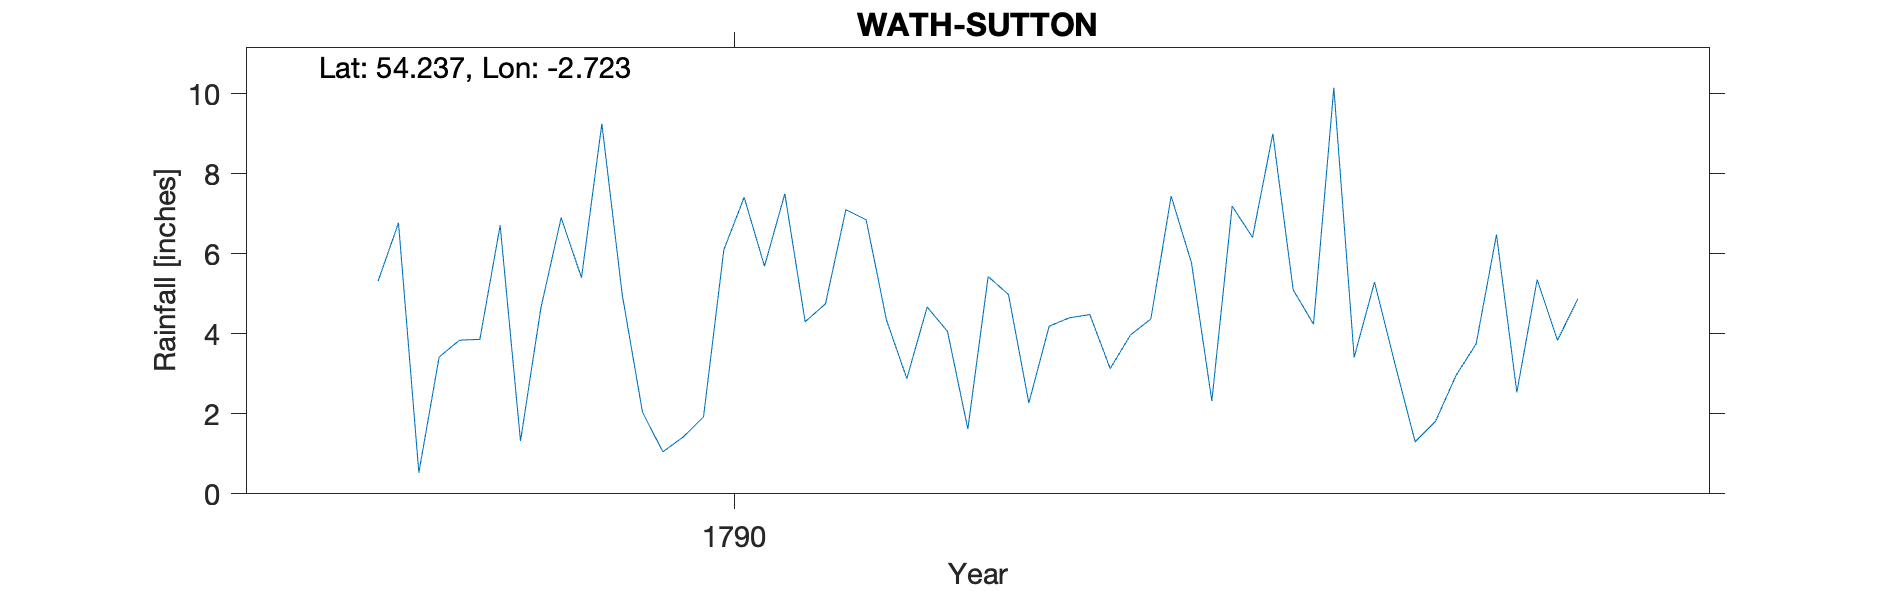 WATH-SUTTON
Lat: 54.237, Lon: -2.723
10
8
6
4
2
0
Rainfall [inches]
1790
Year